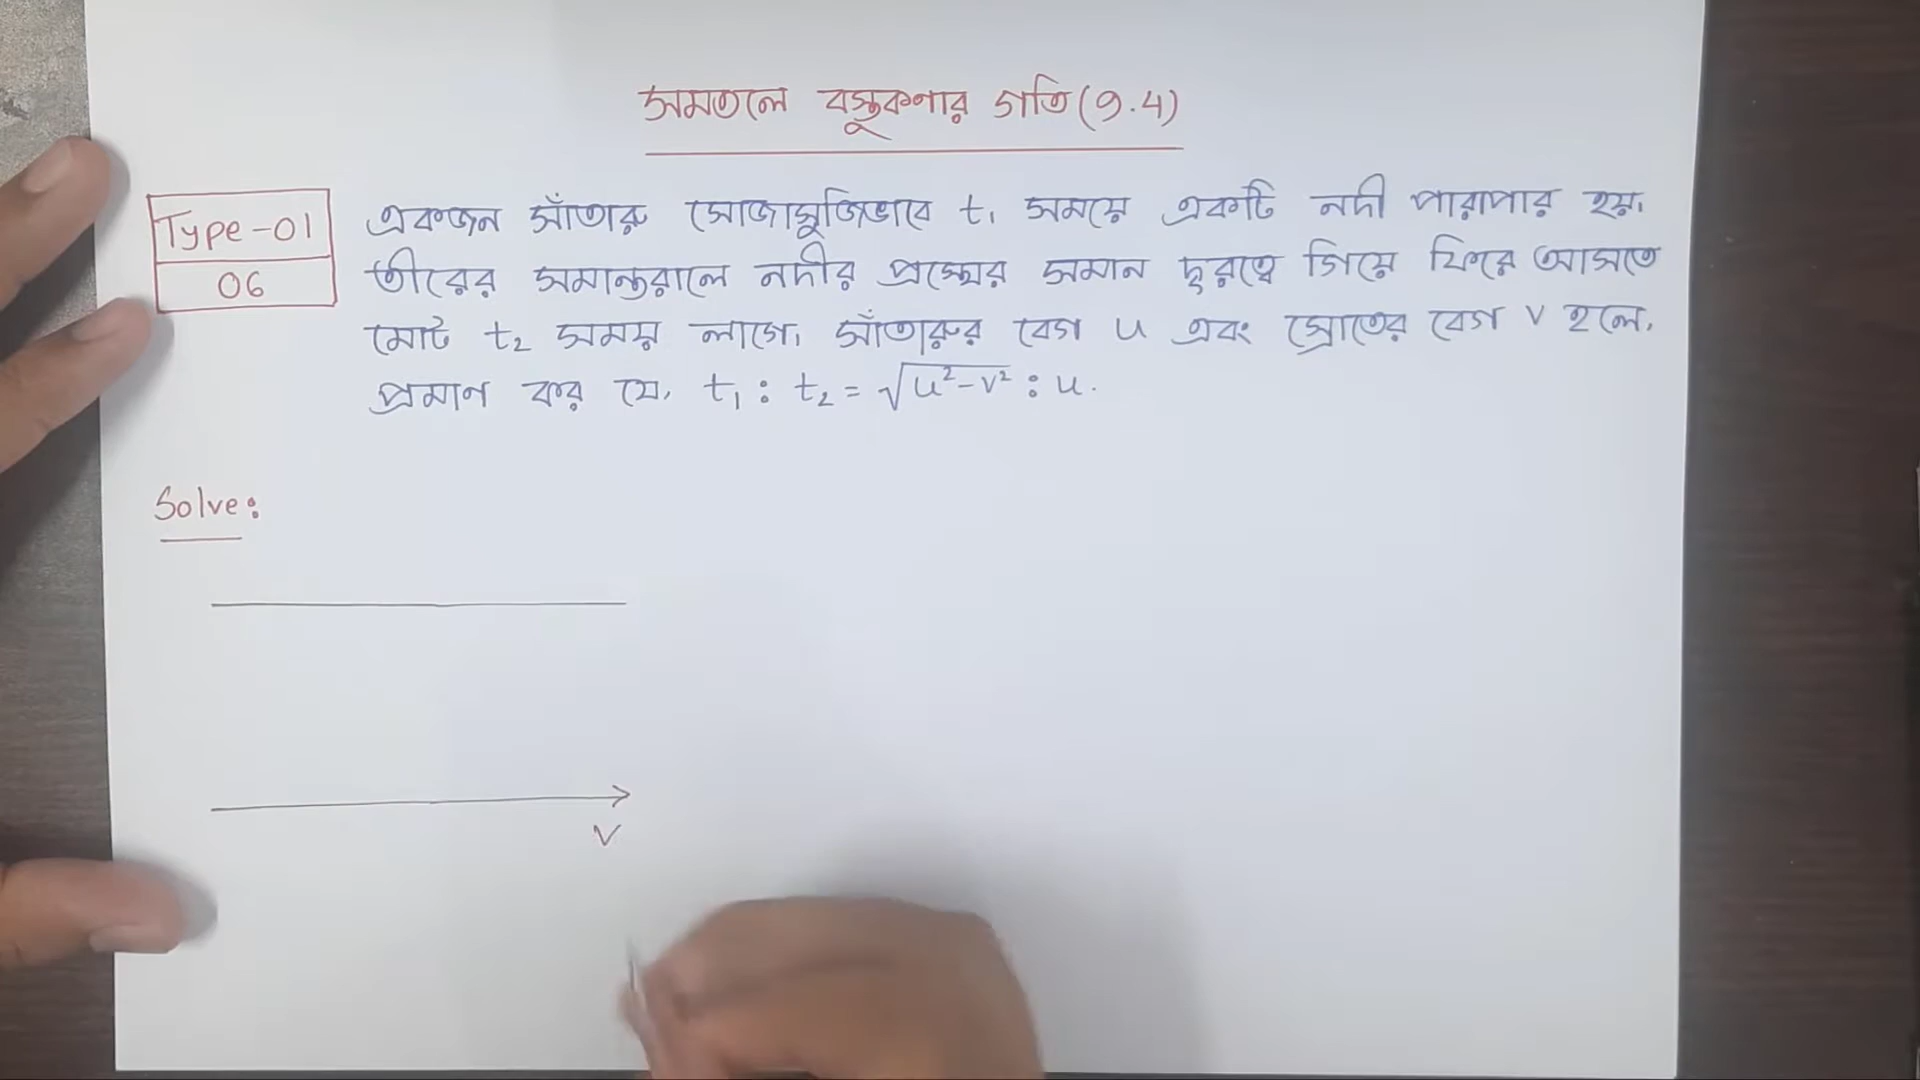 সমতলে বস্তুকণার গতি (9.4)
Type-01
06
একজন সাঁতারু সোজাসুজিভাবে t₁ সময়ে একটি নদী পারাপার হয়।
তীরের সমান্তরালে নদীর প্রস্থের সমান দূরত্বে গিয়ে ফিরে আসতে
মোট t₂ সময় লাগে। সাঁতারুর বেগ u এবং স্রোতের বেগ v হলে,
প্রমান কর যে, t₁ : t₂ = √u²-v² : u.
Solve:
V